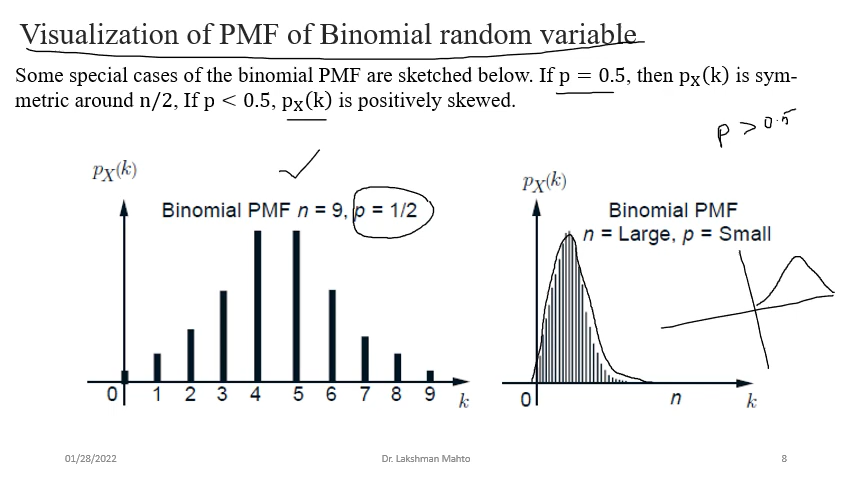 Visualization of PMF of Binomial random variable
Some special cases of the binomial PMF are sketched below. If p = 0.5, then pX(k) is sym-
metric around n/2, If p < 0.5, pX(k) is positively skewed.
p > 0.5
pX(k)
Binomial PMF n = 9, p = 1/2
0 1 2 3 4 5 6 7 8 9 k
pX(k)
Binomial PMF
n = Large, p = Small
0 n k
01/28/2022
Dr. Lakshman Mahto
8